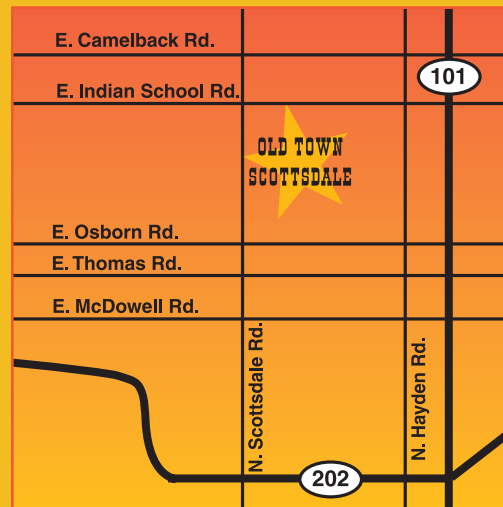 E. Camelback Rd.
101
E. Indian School Rd.
OLD TOWN
SCOTTSDALE
E. Osborn Rd.
E. Thomas Rd.
E. McDowell Rd.
N. Scottsdale Rd.
N. Hayden Rd.
202